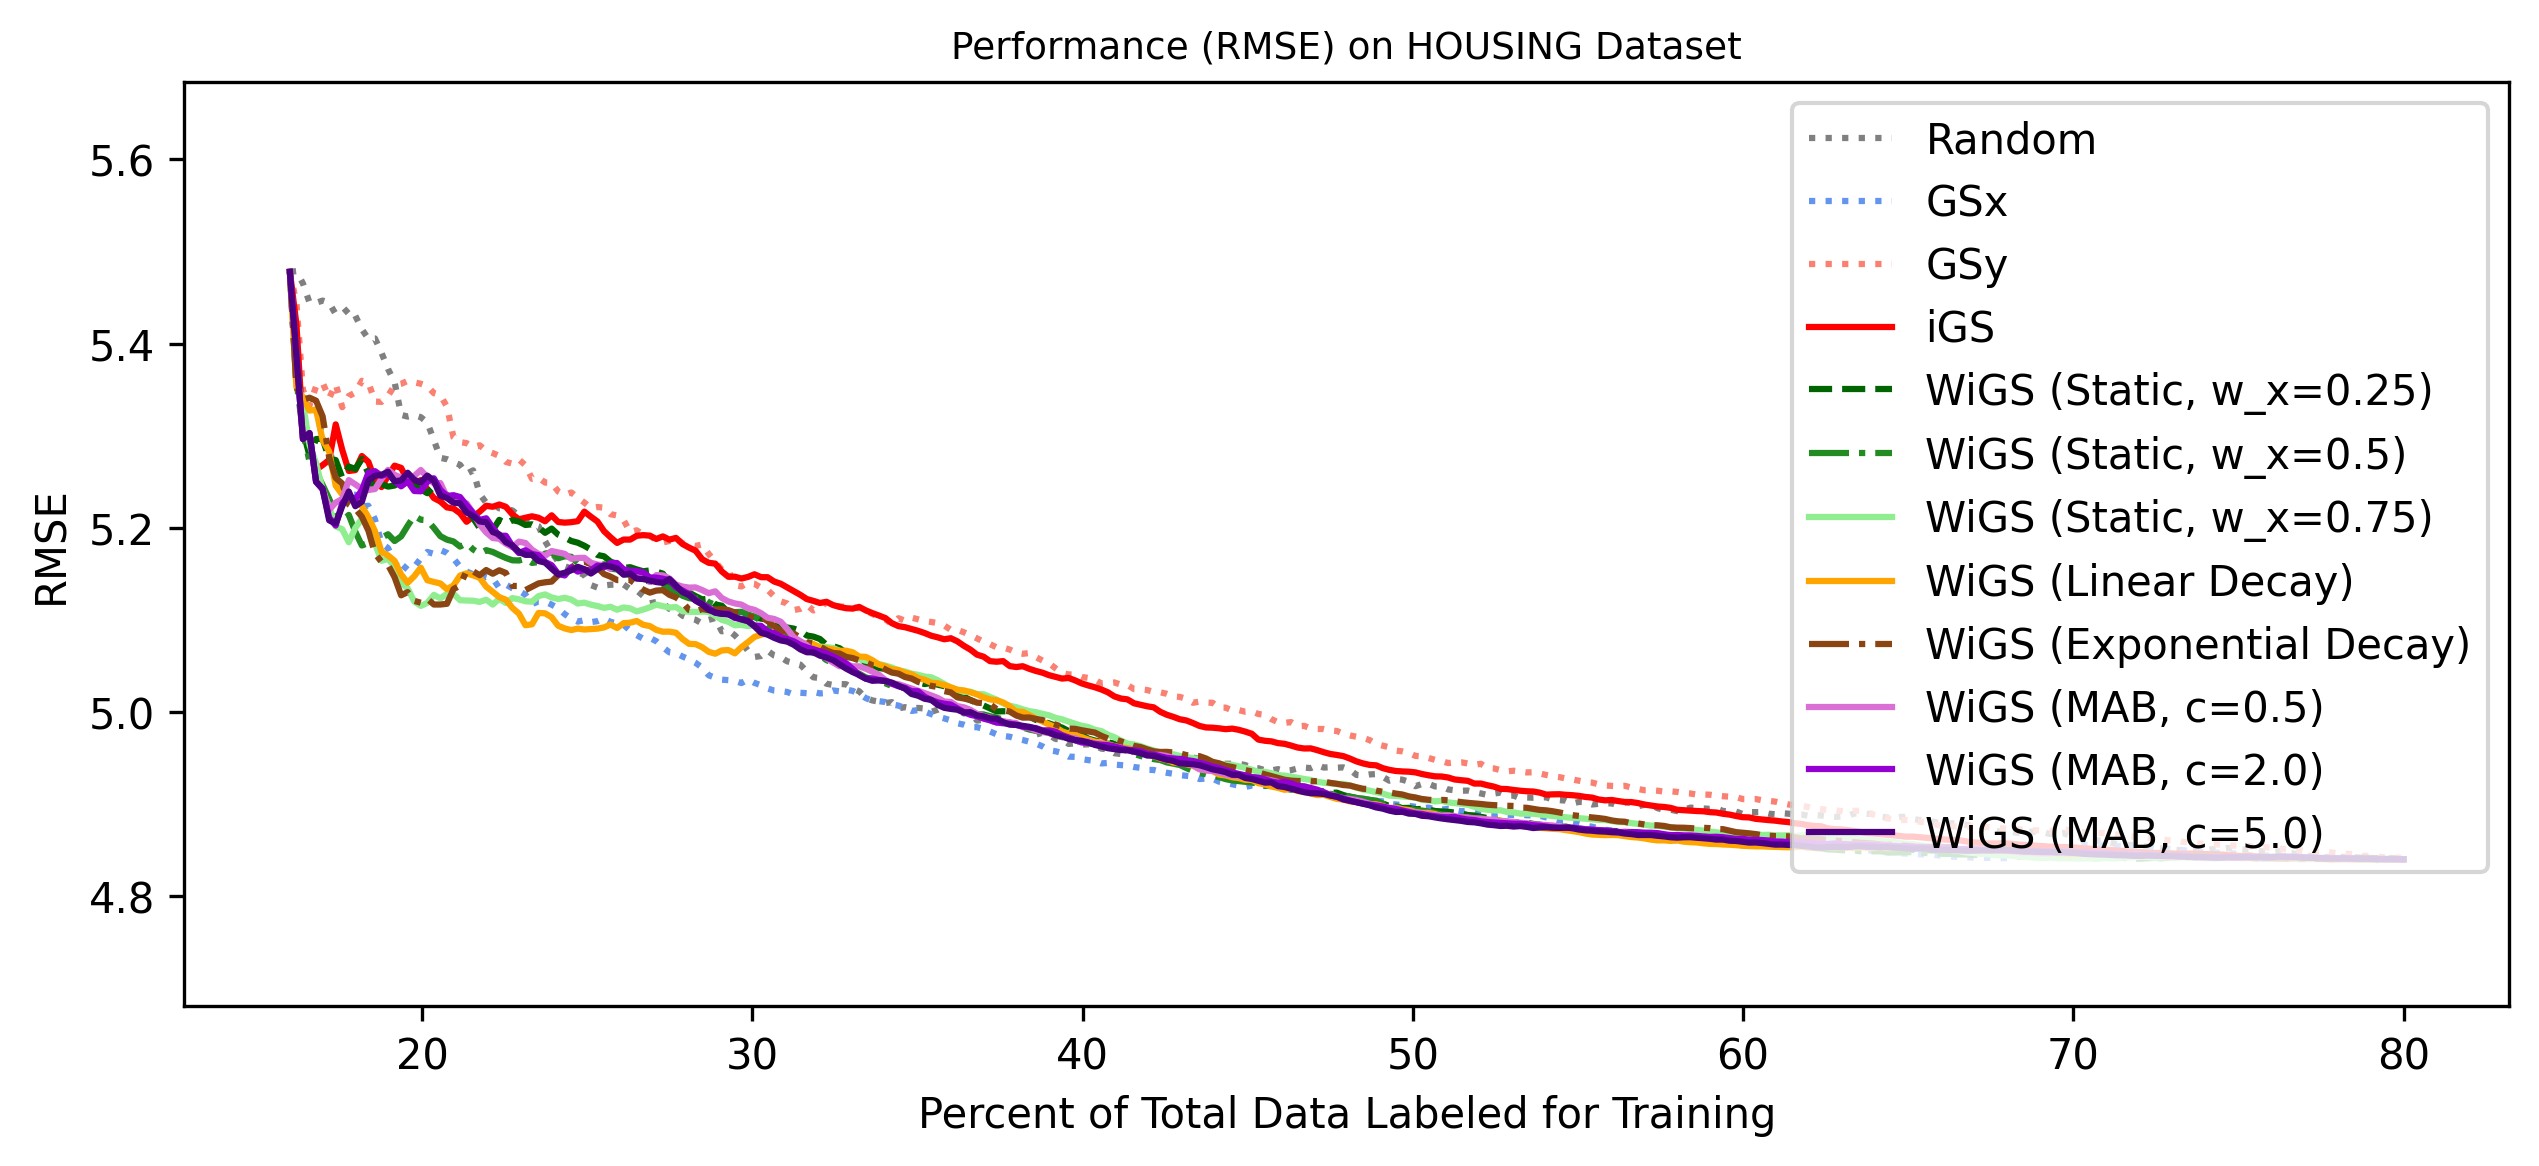 Performance (RMSE) on HOUSING Dataset
5.6
5.4
5.2
5.0
4.8
RMSE
20 30 40 50 60 70 80
Percent of Total Data Labeled for Training
Random
GSx
GSy
iGS
WiGS (Static, w_x=0.25)
WiGS (Static, w_x=0.5)
WiGS (Static, w_x=0.75)
WiGS (Linear Decay)
WiGS (Exponential Decay)
WiGS (MAB, c=0.5)
WiGS (MAB, c=2.0)
WiGS (MAB, c=5.0)